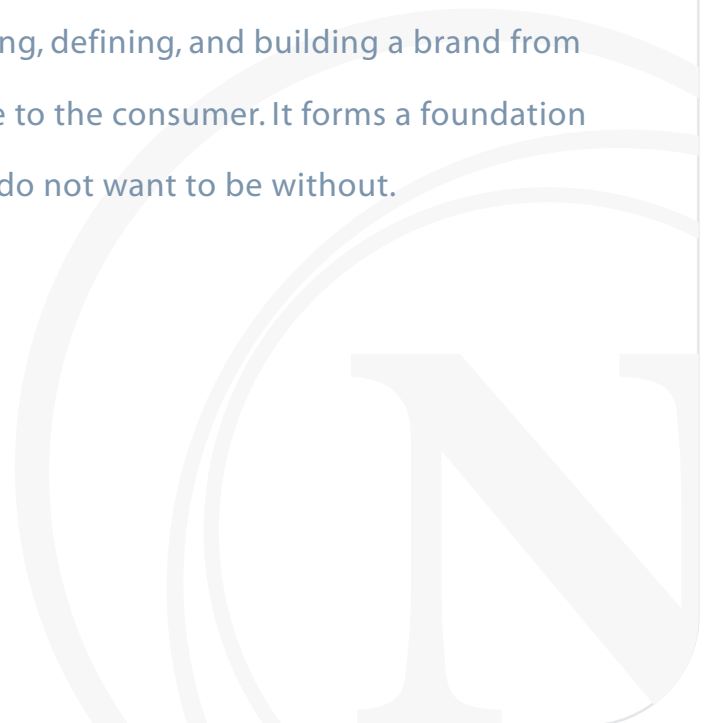 ng, defining, and building a brand from
e to the consumer. It forms a foundation
do not want to be without.
N